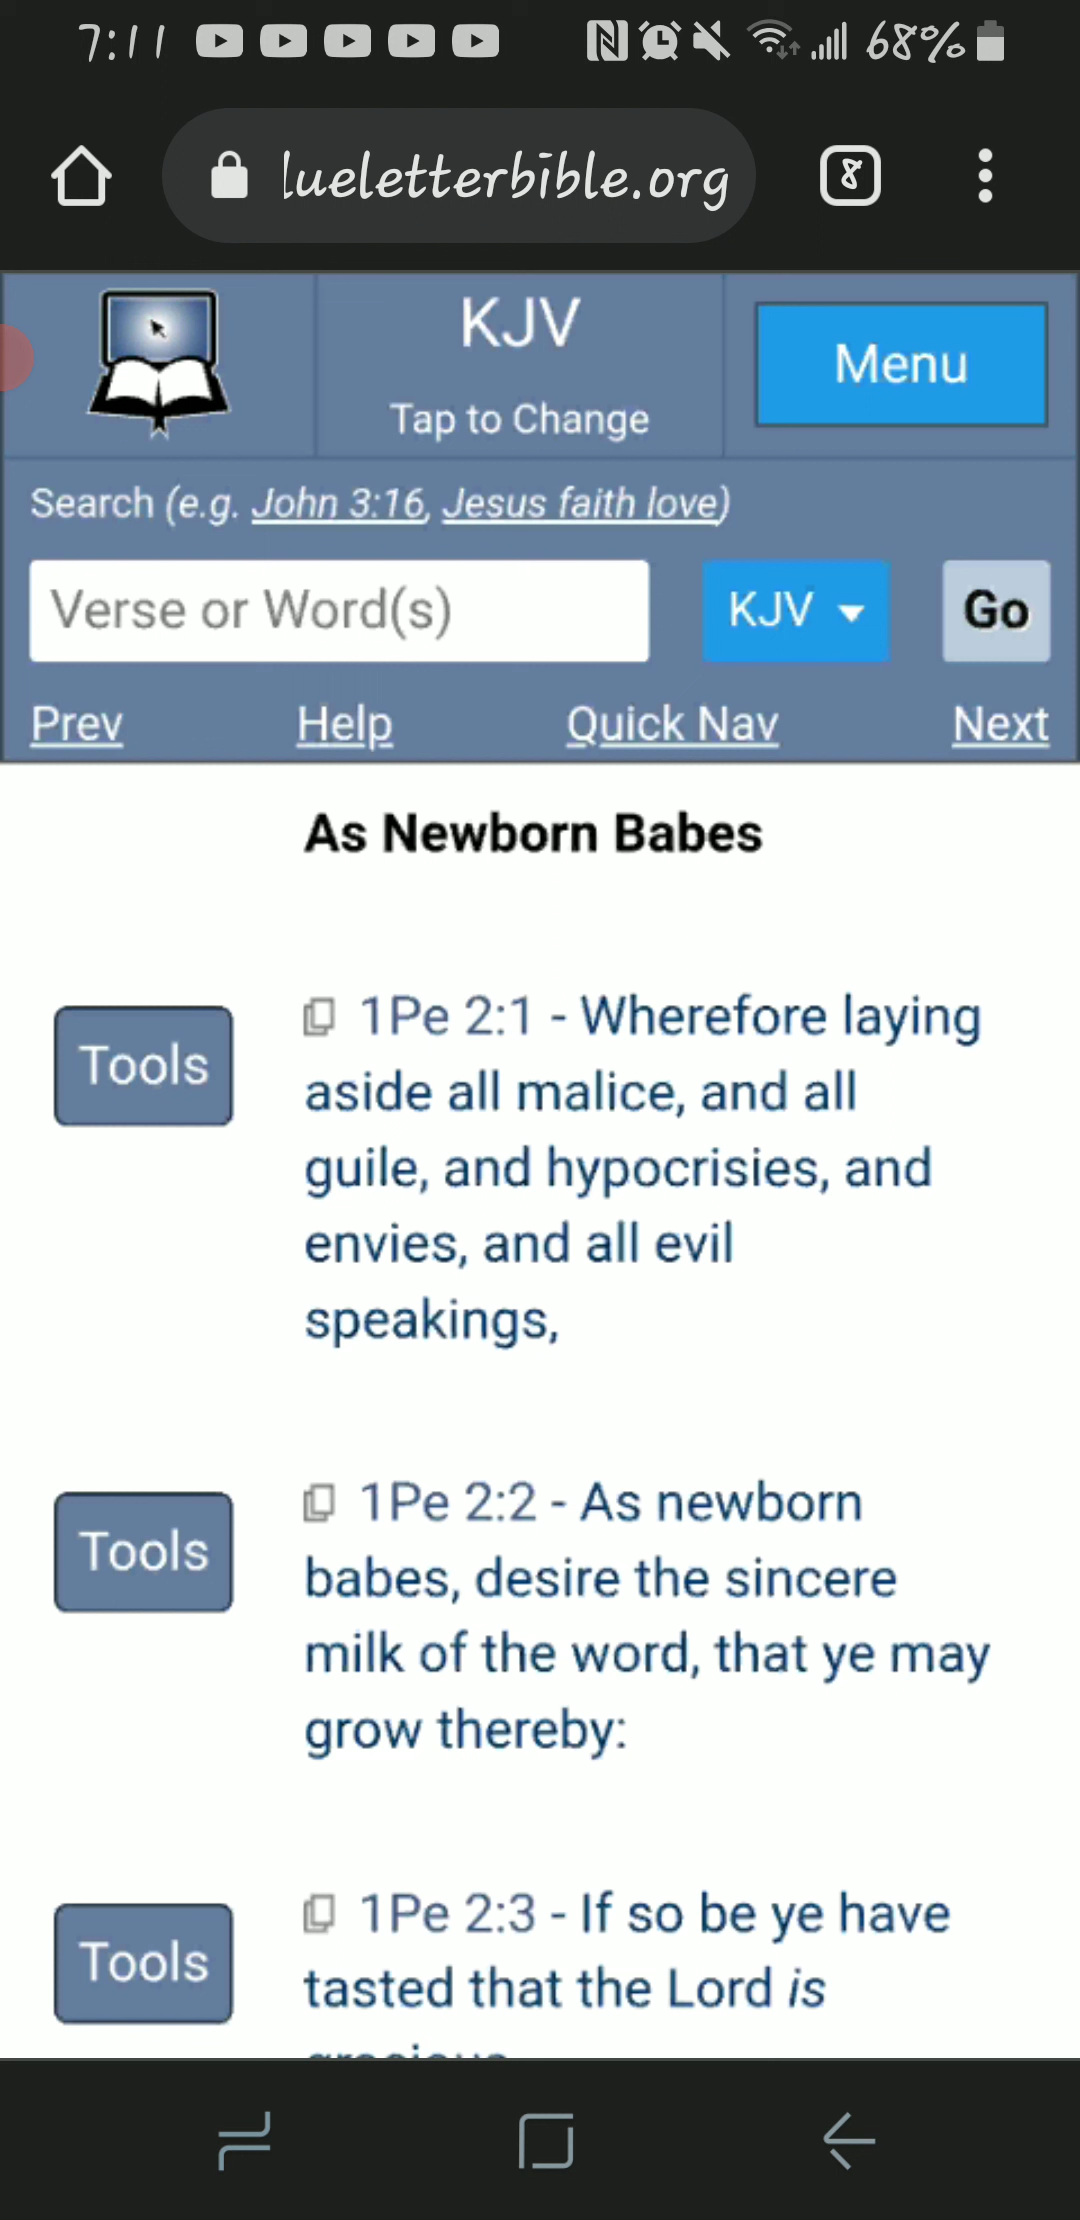 7:11 68%
lueletterbible.org 8
KJV
Tap to Change
Menu
Search (e.g. John 3:16, Jesus faith love)
Verse or Word(s) KJV Go
Prev Help Quick Nav Next
As Newborn Babes
Tools
1Pe 2:1 - Wherefore laying
aside all malice, and all
guile, and hypocrisies, and
envies, and all evil
speakings,
Tools
1Pe 2:2 - As newborn
babes, desire the sincere
milk of the word, that ye may
grow thereby:
Tools
1Pe 2:3 - If so be ye have
tasted that the Lord is